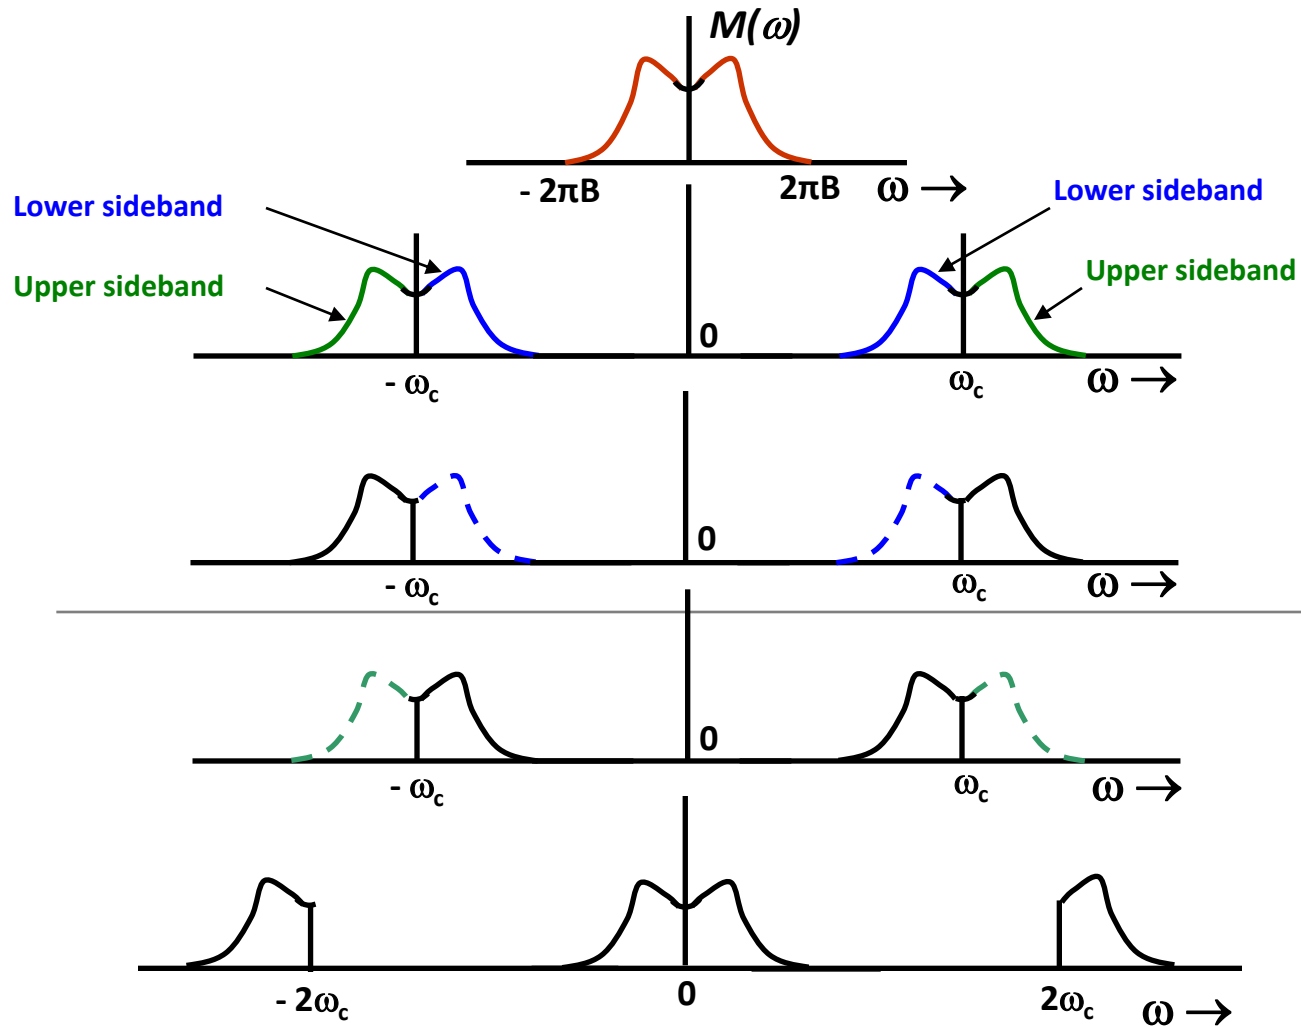 M(ω)
- 2πB 2πB ω →
Lower sideband Lower sideband
Upper sideband Upper sideband
0
- ωc ωc ω →
0
- ωc ωc ω →
0
- ωc ωc ω →
- 2ωc 0 2ωc ω →